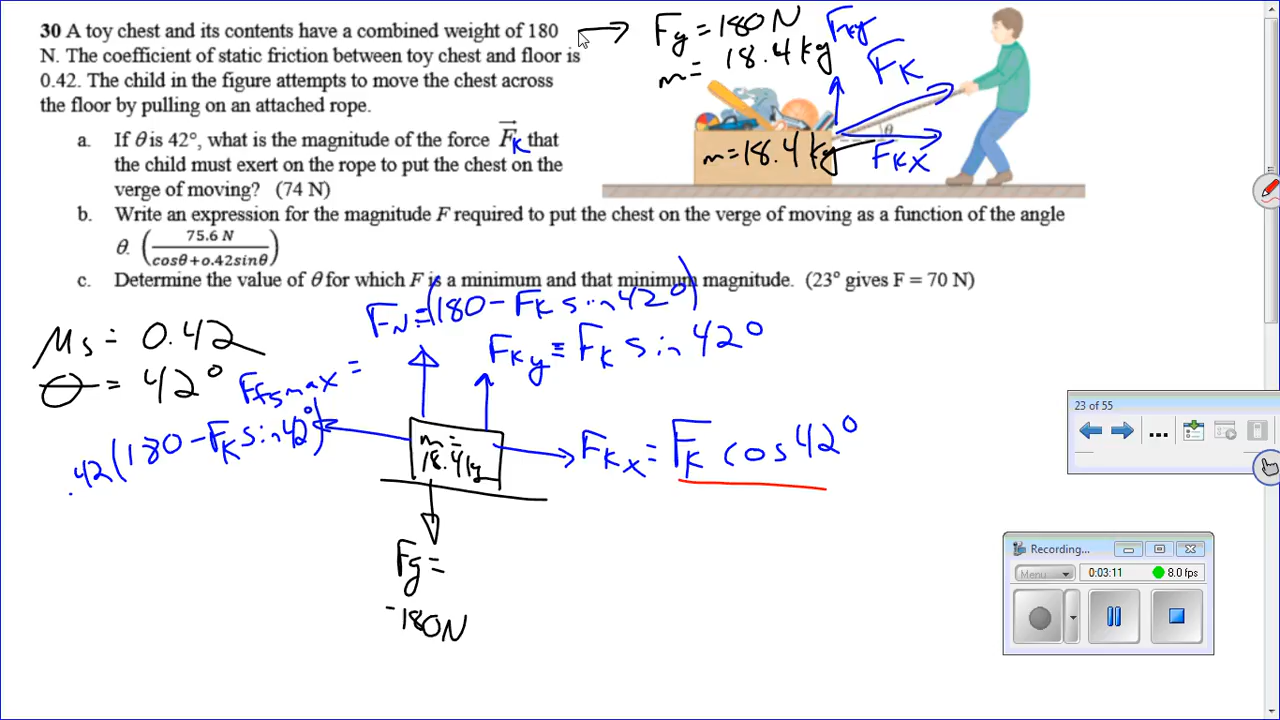 30 A toy chest and its contents have a combined weight of 180
N. The coefficient of static friction between toy chest and floor is
0.42. The child in the figure attempts to move the chest across
the floor by pulling on an attached rope.
a. If θ is 42°, what is the magnitude of the force F⃗K that
the child must exert on the rope to put the chest on the
verge of moving? (74 N)
b. Write an expression for the magnitude F required to put the chest on the verge of moving as a function of the angle
θ. (75.6 N / cosθ+0.42sinθ)
c. Determine the value of θ for which F is a minimum and that minimum magnitude. (23° gives F = 70 N)
Fg = 180N
m = 18.4 kg
FKy
FK
θ
m = 18.4 kg
FKx
μs = 0.42
θ = 42°
FN = (180 - FK sin 42°)
FKy = FK sin 42°
Ffsmax =
.42(180 - FK sin 42°)
m =
18.4 kg
FKx = FK cos 42°
Fg =
-180N
23 of 55
...
Recording...
Menu
0:03:11
8.0 fps